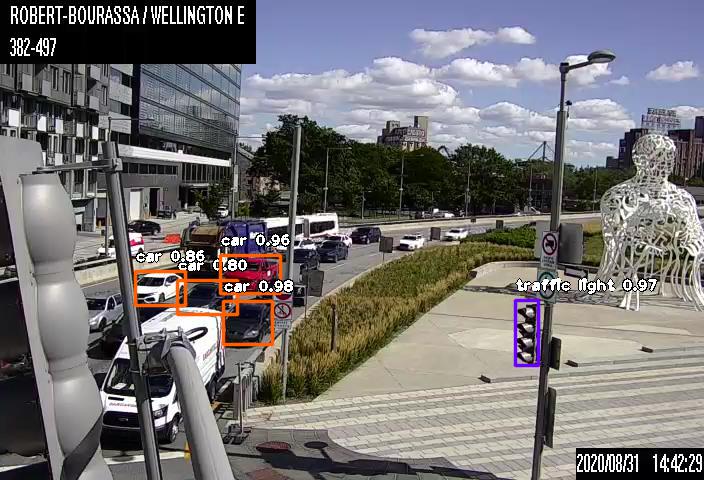 ROBERT-BOURASSA / WELLINGTON E
382-497
car 0.96
car 0.86
car 0.80
car 0.98
traffic light 0.97
2020/08/31 14:42:29